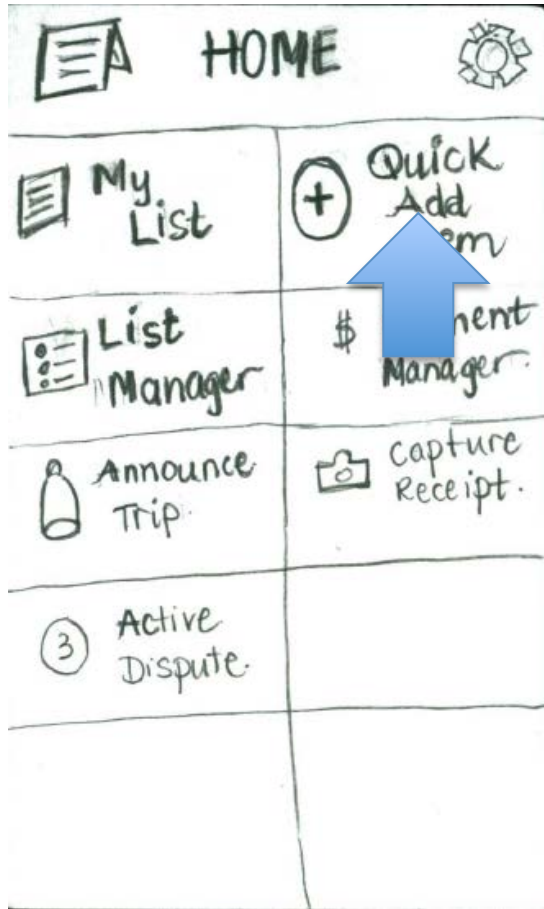 HOME
My
List
+
Quick
Add
List
Manager
$
Manager.
Announce
Trip.
Capture
Receipt.
3
Active
Dispute.